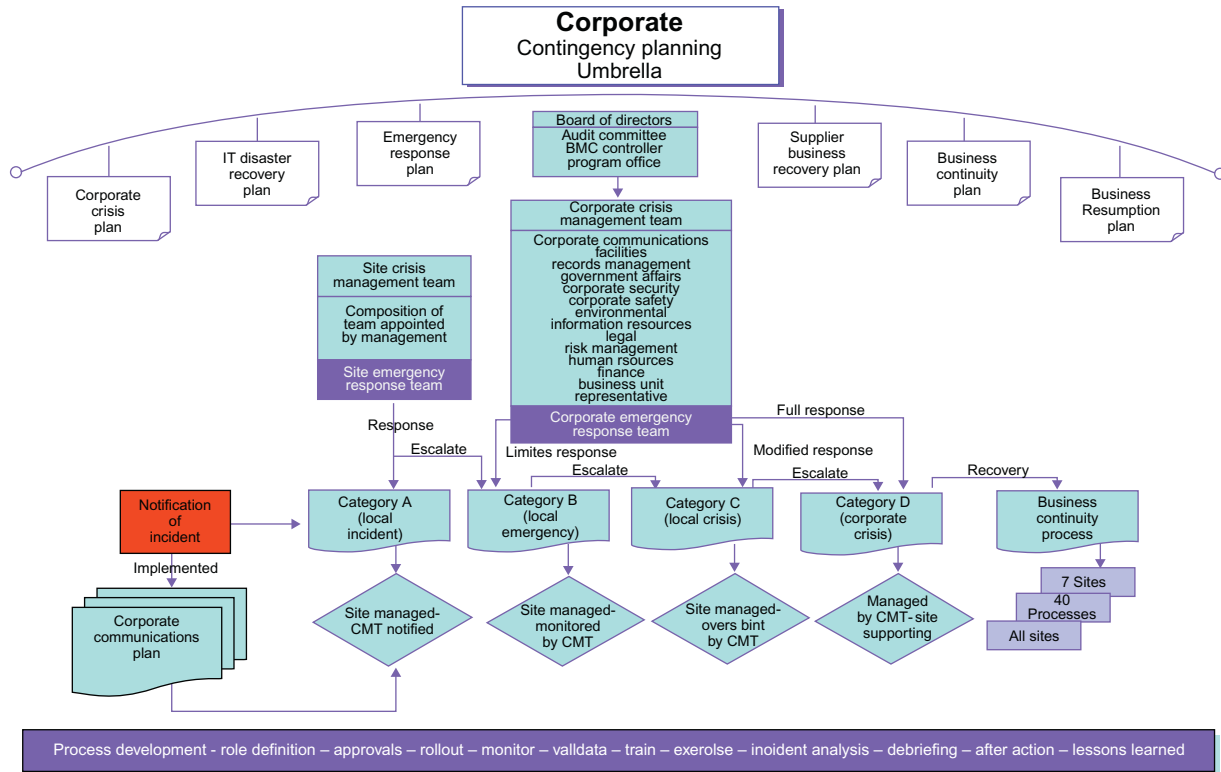 Corporate
Contingency planning
Umbrella
Corporate
crisis
plan
IT disaster
recovery
plan
Emergency
response
plan
Board of directors
Audit committee
BMC controller
program office
Supplier
business
recovery plan
Business
continuity
plan
Business
Resumption
plan
Corporate crisis
management team
Corporate communications
facilities
records management
government affairs
corporate security
corporate safety
environmental
information resources
legal
risk management
human rsources
finance
business unit
representative
Corporate emergency
response team
Site crisis
management team
Composition of
team appointed
by management
Site emergency
response team
Response
Escalate
Limites response
Escalate
Full response
Modified response
Escalate
Recovery
Notification
of
incident
Category A
(local
incident)
Category B
(local
emergency)
Category C
(local crisis)
Category D
(corporate
crisis)
Business
continuity
process
Implemented
Corporate
communications
plan
Site managed-
CMT notified
Site managed-
monitored
by CMT
Site managed-
overs bint
by CMT
Managed
by CMT-site
supporting
7 Sites
40
Processes
All sites
Process development - role definition – approvals – rollout – monitor – valldata – train – exerolse – inoident analysis – debriefing – after action – lessons learned